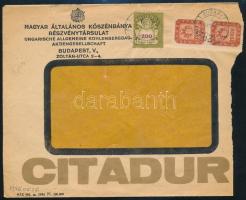 MAGYAR ÁLTALÁNOS KŐSZÉNBÁNYA
RÉSZVÉNYTÁRSULAT
UNGARISCHE ALLGEMEINE KOHLENBERGBAU-
AKTIENGESELLSCHAFT
BUDAPEST, V.,
ZOLTÁN-UTCA 2-4.
200
darabanth
CITADUR